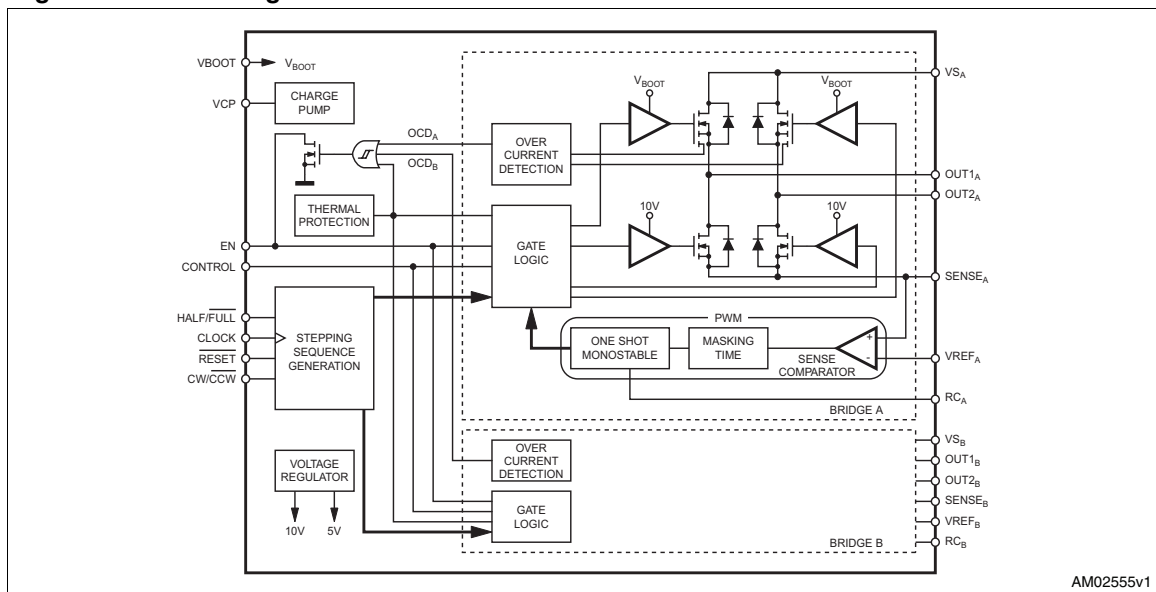 VBOOT
VBOOT
VCP
CHARGE
PUMP
OCDA
OCDB
THERMAL
PROTECTION
EN
CONTROL
HALF/FULL
CLOCK
RESET
CW/CCW
STEPPING
SEQUENCE
GENERATION
VOLTAGE
REGULATOR
10V
5V
OVER
CURRENT
DETECTION
GATE
LOGIC
VBOOT
VBOOT
10V
10V
PWM
ONE SHOT
MONOSTABLE
MASKING
TIME
+
-
SENSE
COMPARATOR
BRIDGE A
VSA
OUT1A
OUT2A
SENSEA
VREFA
RCA
OVER
CURRENT
DETECTION
GATE
LOGIC
BRIDGE B
VSB
OUT1B
OUT2B
SENSEB
VREFB
RCB
AM02555v1